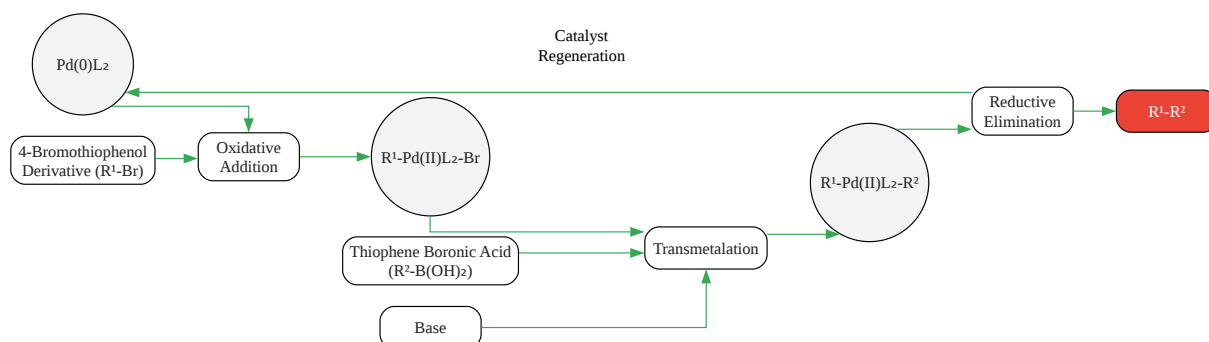 Catalyst
Regeneration
Pd(0)L₂
4-Bromothiophenol
Derivative (R¹-Br)
Oxidative
Addition
R¹-Pd(II)L₂-Br
Thiophene Boronic Acid
(R²-B(OH)₂)
Base
Transmetalation
R¹-Pd(II)L₂-R²
Reductive
Elimination
R¹-R²